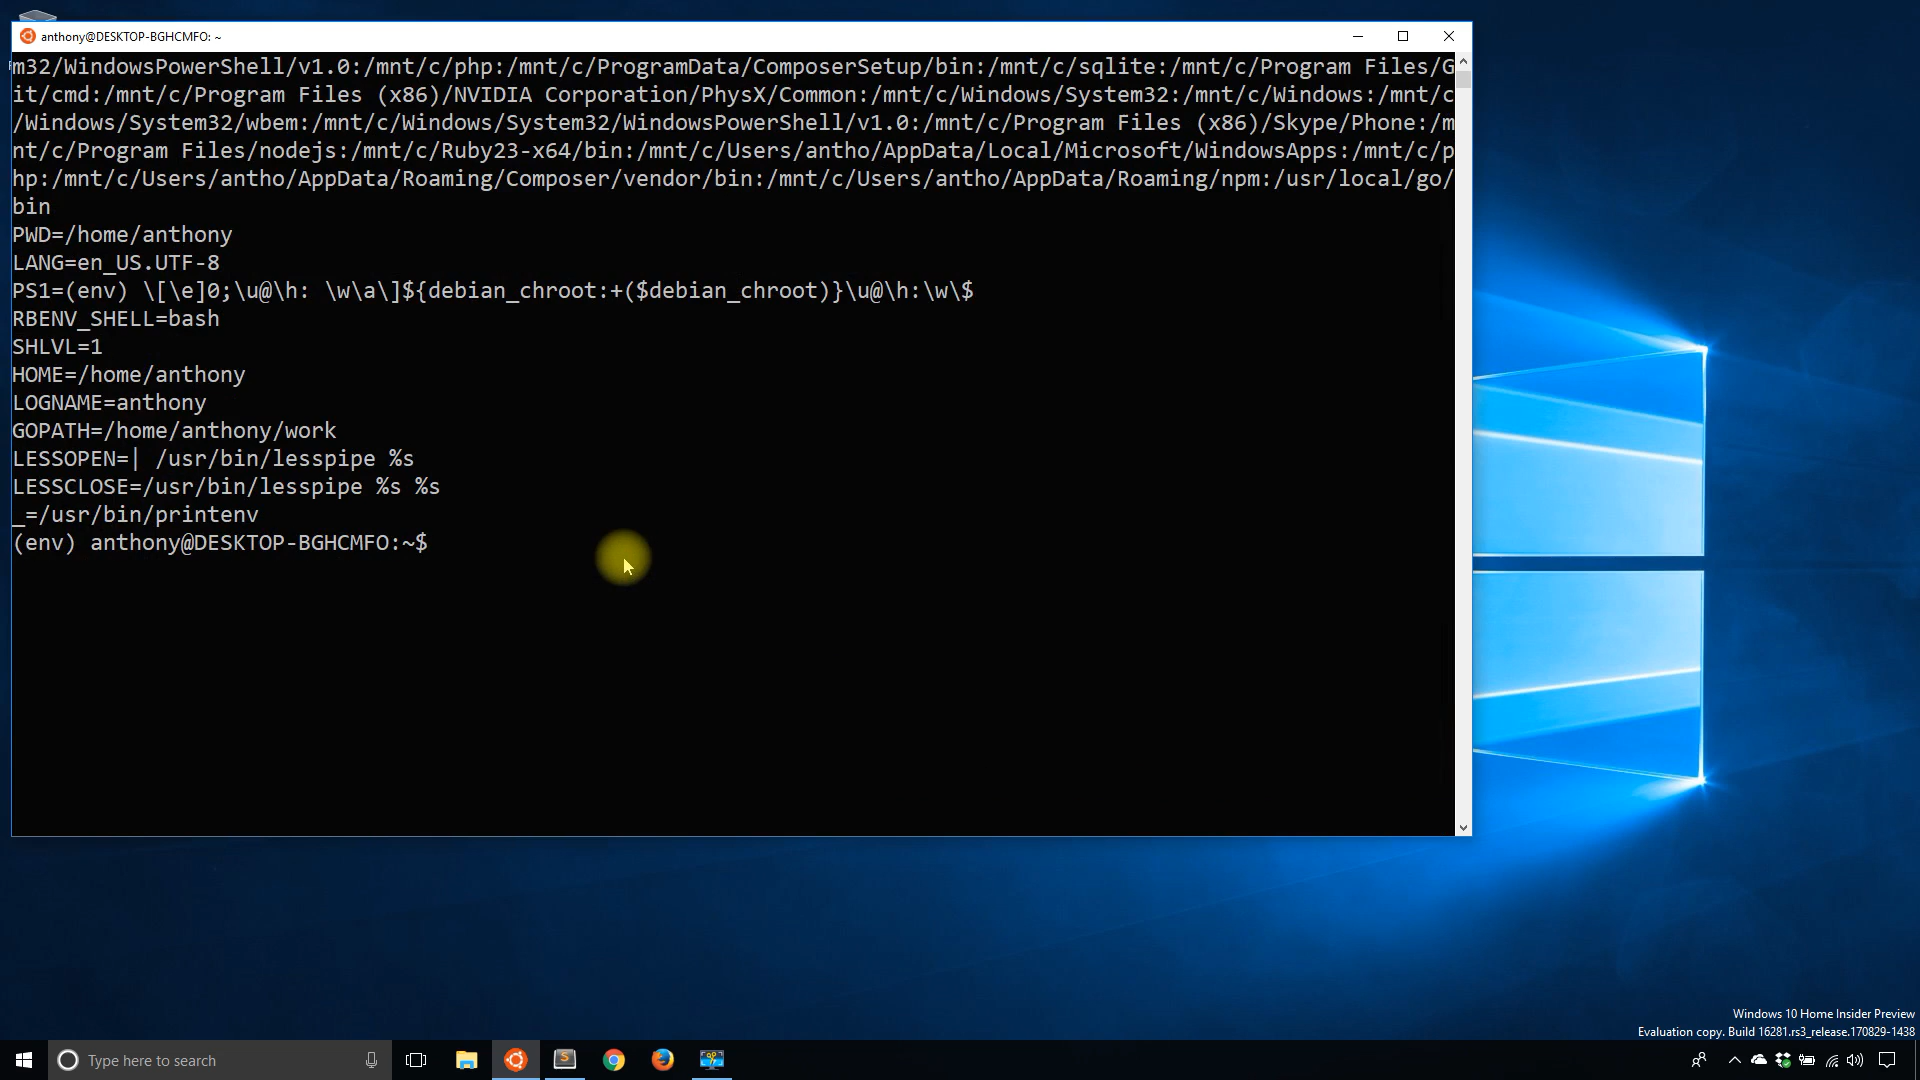 anthony@DESKTOP-BGHCMFO: ~
m32/WindowsPowerShell/v1.0:/mnt/c/php:/mnt/c/ProgramData/ComposerSetup/bin:/mnt/c/sqlite:/mnt/c/Program Files/G
it/cmd:/mnt/c/Program Files (x86)/NVIDIA Corporation/PhysX/Common:/mnt/c/Windows/System32:/mnt/c/Windows:/mnt/c
/Windows/System32/wbem:/mnt/c/Windows/System32/WindowsPowerShell/v1.0:/mnt/c/Program Files (x86)/Skype/Phone:/m
nt/c/Program Files/nodejs:/mnt/c/Ruby23-x64/bin:/mnt/c/Users/antho/AppData/Local/Microsoft/WindowsApps:/mnt/c/p
hp:/mnt/c/Users/antho/AppData/Roaming/Composer/vendor/bin:/mnt/c/Users/antho/AppData/Roaming/npm:/usr/local/go/
bin
PWD=/home/anthony
LANG=en_US.UTF-8
PS1=(env) \[\e]0;\u@\h: \w\a\]${debian_chroot:+($debian_chroot)}\u@\h:\w\$
RBENV_SHELL=bash
SHLVL=1
HOME=/home/anthony
LOGNAME=anthony
GOPATH=/home/anthony/work
LESSOPEN=| /usr/bin/lesspipe %s
LESSCLOSE=/usr/bin/lesspipe %s %s
_=/usr/bin/printenv
(env) anthony@DESKTOP-BGHCMFO:~$
Windows 10 Home Insider Preview
Evaluation copy. Build 16281.rs3_release.170829-1438
Type here to search